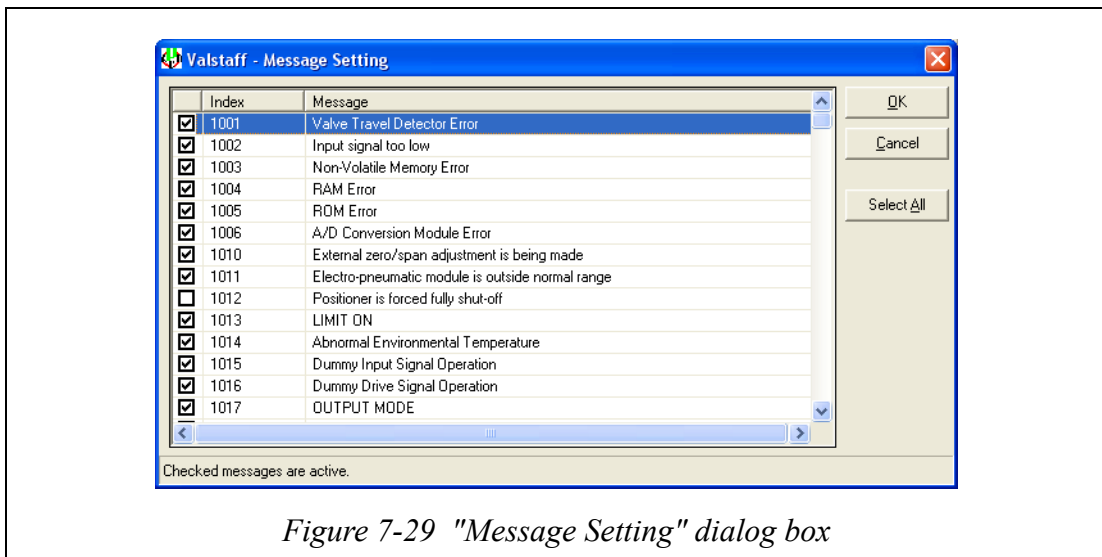 Valstaff - Message Setting
Index Message
1001 Valve Travel Detector Error
1002 Input signal too low
1003 Non-Volatile Memory Error
1004 RAM Error
1005 ROM Error
1006 A/D Conversion Module Error
1010 External zero/span adjustment is being made
1011 Electro-pneumatic module is outside normal range
1012 Positioner is forced fully shut-off
1013 LIMIT ON
1014 Abnormal Environmental Temperature
1015 Dummy Input Signal Operation
1016 Dummy Drive Signal Operation
1017 OUTPUT MODE
OK
Cancel
Select All
Checked messages are active.
Figure 7-29 "Message Setting" dialog box